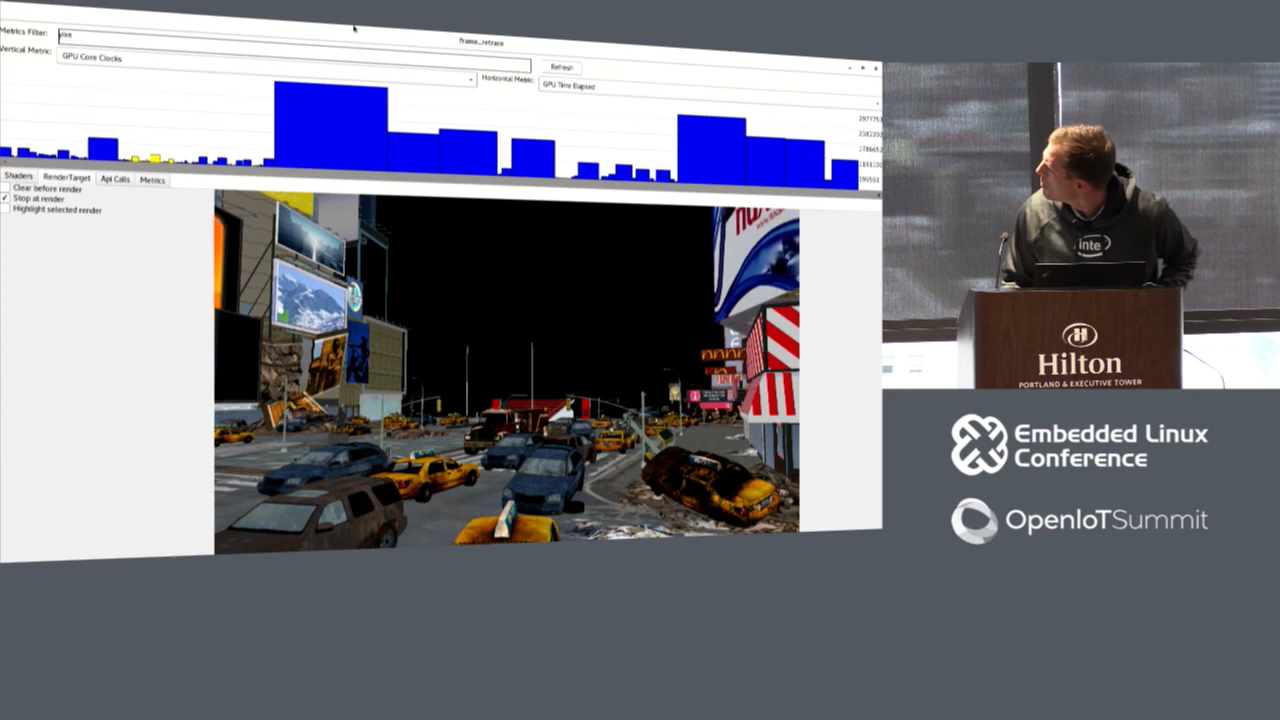 frame_retrace
Metrics Filter:
Refresh
Vertical Metric:
GPU Core Clocks
Horizontal Metric:
GPU Time Elapsed
Shaders
RenderTarget
Api Calls
Metrics
Clear before render
Stop at render
Highlight selected render
inte
Hilton
PORTLAND & EXECUTIVE TOWER
Embedded Linux
Conference
OpenIoTSummit